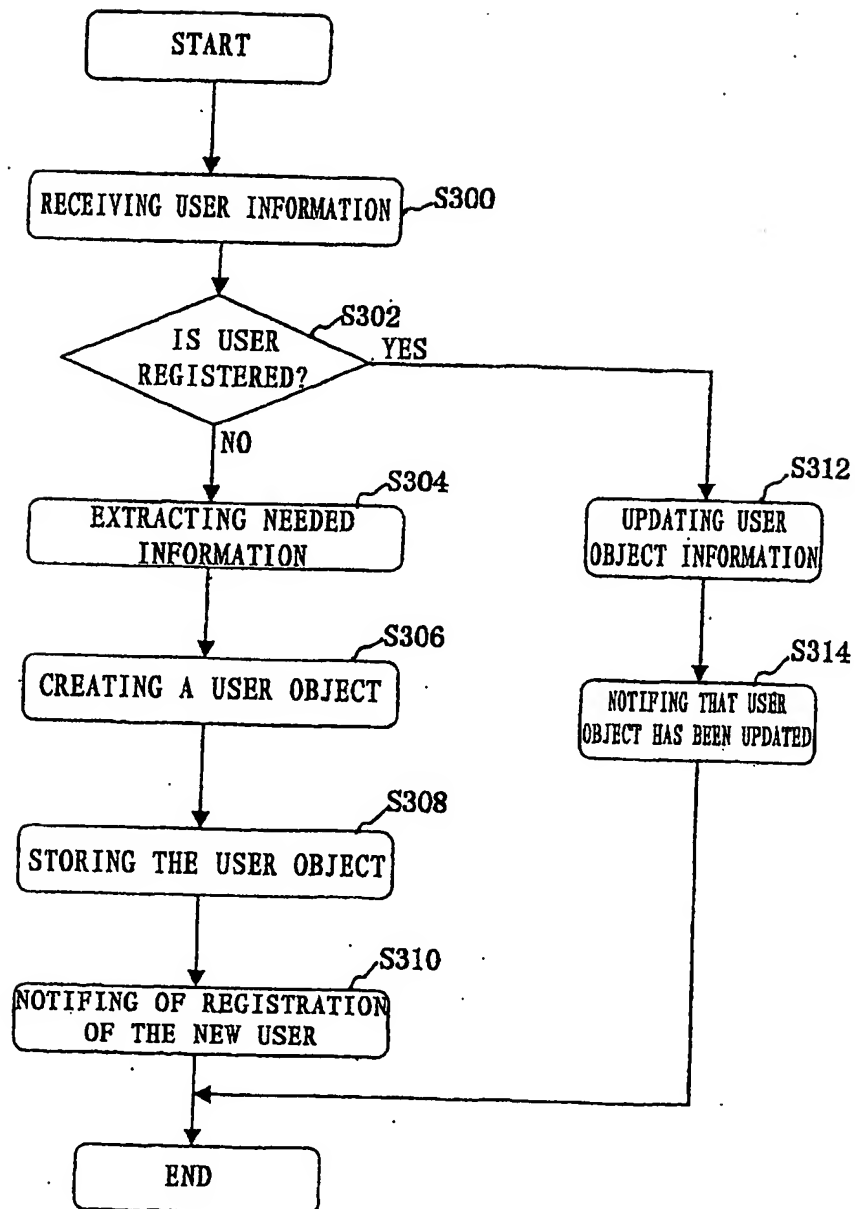 START
RECEIVING USER INFORMATION
S300
S302
IS USER
REGISTERED?
YES
NO
S304
EXTRACTING NEEDED
INFORMATION
S306
CREATING A USER OBJECT
S308
STORING THE USER OBJECT
S310
NOTIFING OF REGISTRATION
OF THE NEW USER
S312
UPDATING USER
OBJECT INFORMATION
S314
NOTIFING THAT USER
OBJECT HAS BEEN UPDATED
END